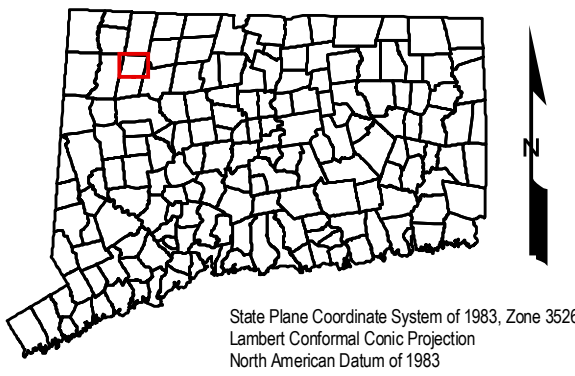 N
State Plane Coordinate System of 1983, Zone 3526
Lambert Conformal Conic Projection
North American Datum of 1983